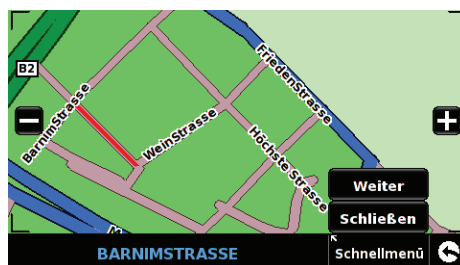 FriedenStrasse
B2
BarnimStrasse
WeinStrasse
Höchste Strasse
Weiter
Schließen
M
BARNIMSTRASSE
Schnellmenü